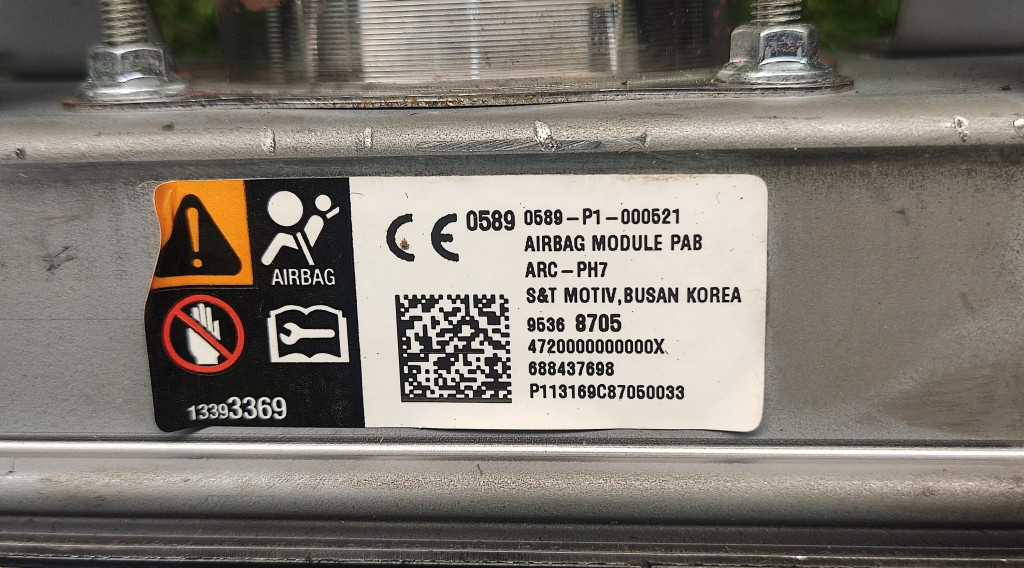 AIRBAG
13393369
CE 0589
0589-P1-000521
AIRBAG MODULE PAB
ARC-PH7
S&T MOTIV,BUSAN KOREA
9536 8705
4720000000000X
688437698
P113169C87050033